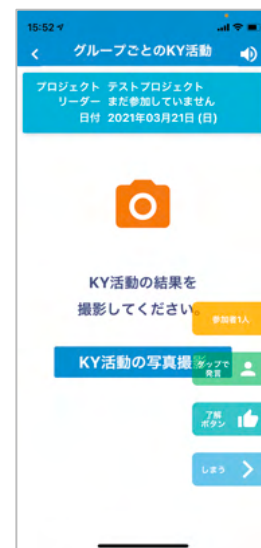 15:52
グループごとのKY活動
プロジェクト テストプロジェクト
リーダー まだ参加していません
日付 2021年03月21日 (日)
KY活動の結果を
撮影してください。
参加者1人
KY活動の写真撮
タップで
発言
了解
ボタン
しまう